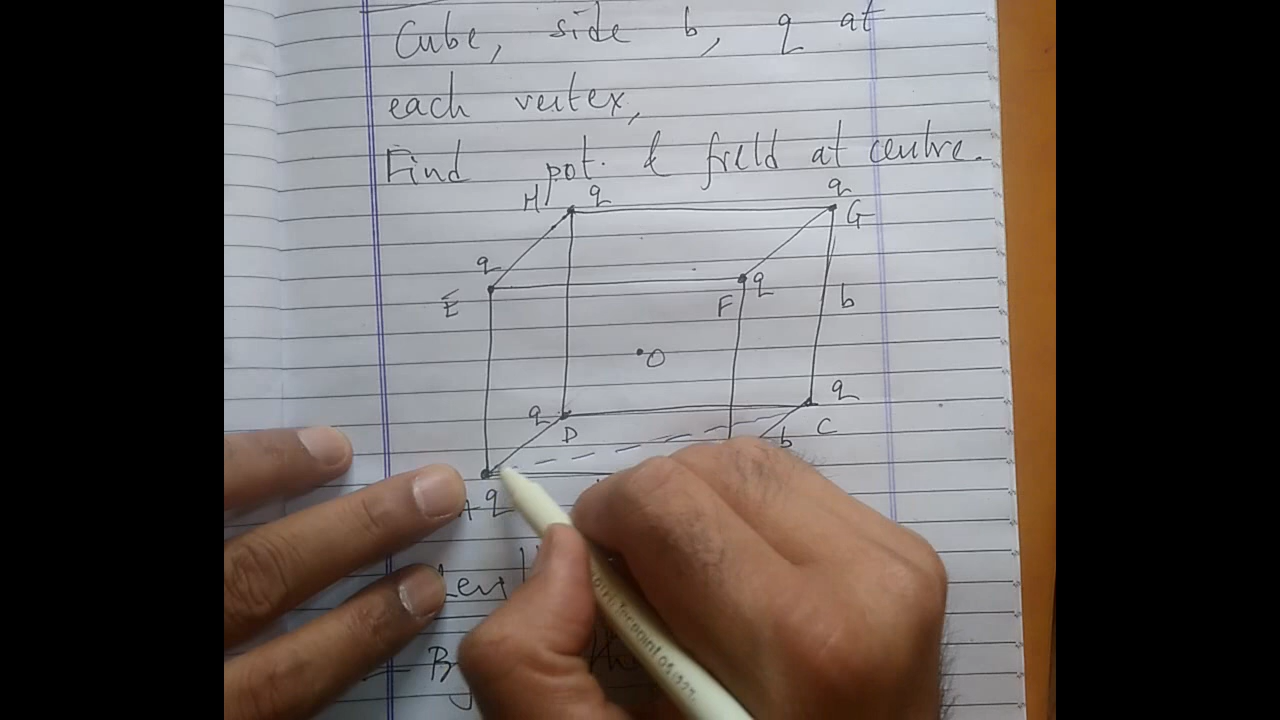 Cube, side b, q at
each vertex,
Find pot. & field at centre.
H q
q
G
q
E
F q
b
O
q
q
D
C
b
A q